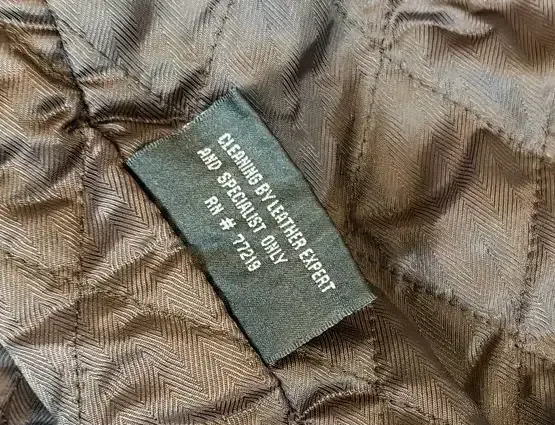 CLEANING BY LEATHER EXPERT
AND SPECIALIST ONLY
RN # 77219